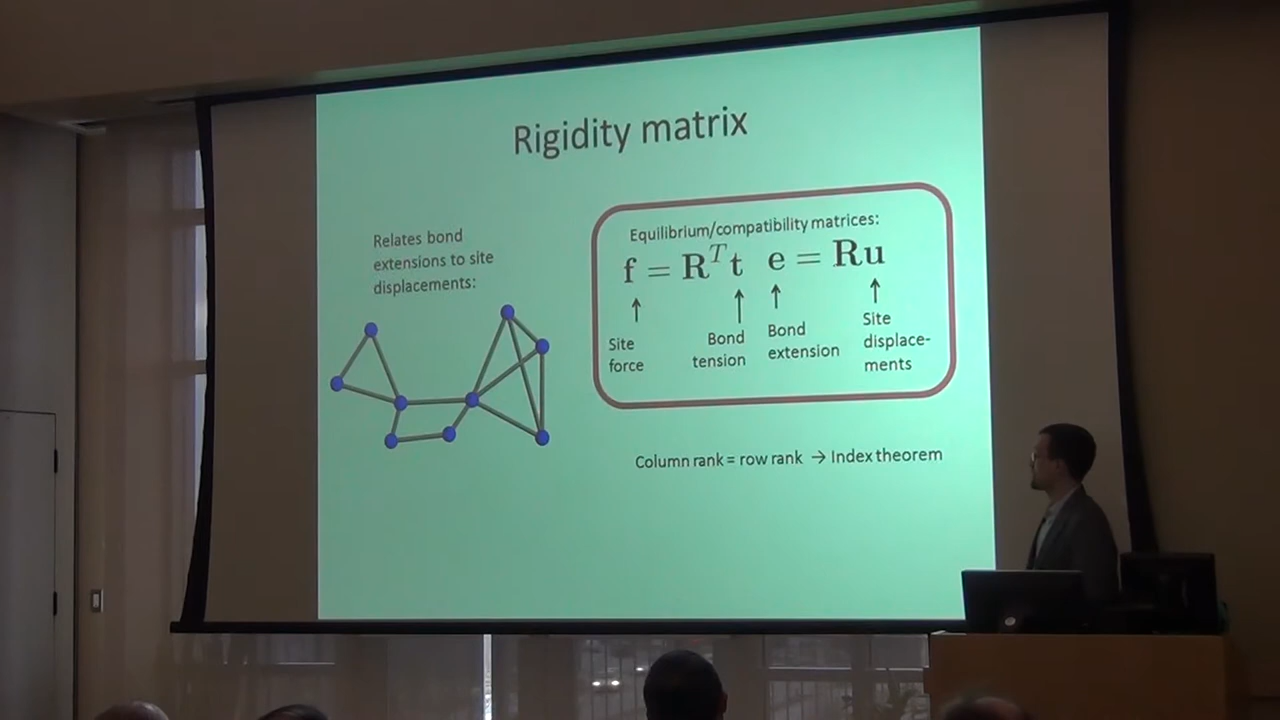 Rigidity matrix
Relates bond
extensions to site
displacements:
Equilibrium/compatibility matrices:
f = R^T t  e = Ru
↑ ↑ ↑ ↑
Site
force
Bond
tension
Bond
extension
Site
displace-
ments
Column rank = row rank → Index theorem